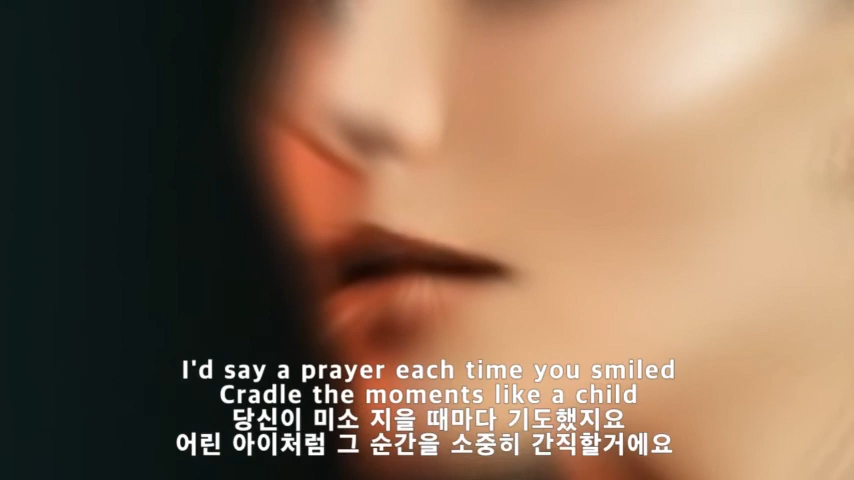 I'd say a prayer each time you smiled
Cradle the moments like a child
당신이 미소 지을 때마다 기도했지요
어린 아이처럼 그 순간을 소중히 간직할거에요